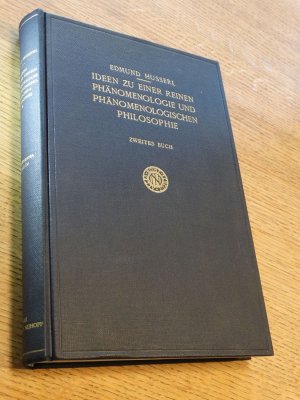 EDMUND HUSSERL
IDEEN ZU EINER REINEN
PHÄNOMENOLOGIE UND
PHÄNOMENOLOGISCHEN
PHILOSOPHIE
ZWEITES BUCH